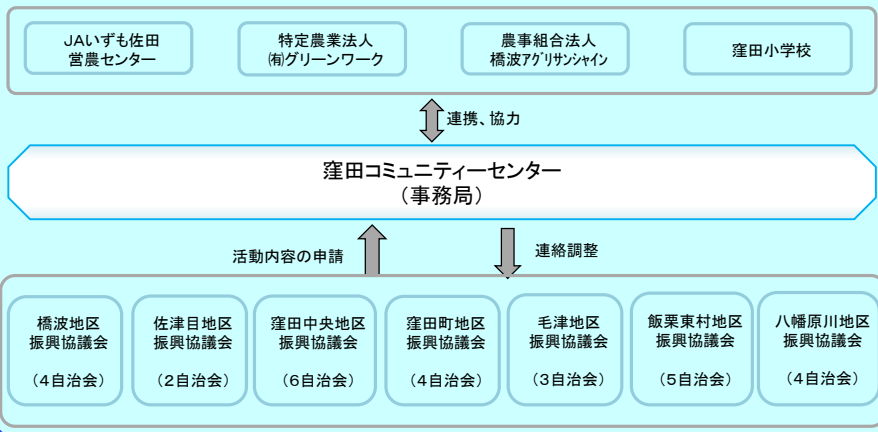 JAいずも佐田
営農センター
特定農業法人
㈲グリーンワーク
農事組合法人
橋波アグリサンシャイン
窪田小学校
連携、協力
窪田コミュニティーセンター
（事務局）
活動内容の申請
連絡調整
橋波地区
振興協議会
（4自治会）
佐津目地区
振興協議会
（2自治会）
窪田中央地区
振興協議会
（6自治会）
窪田町地区
振興協議会
（4自治会）
毛津地区
振興協議会
（3自治会）
飯栗東村地区
振興協議会
（5自治会）
八幡原川地区
振興協議会
（4自治会）